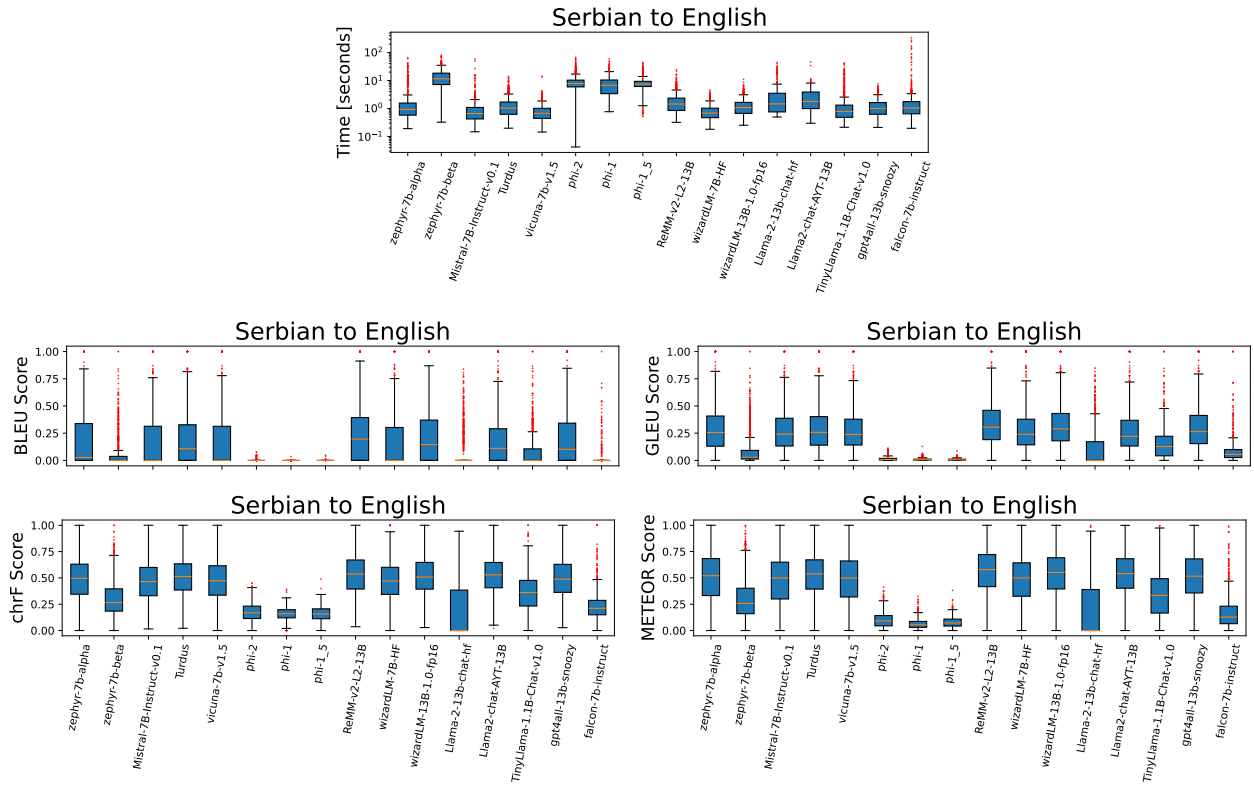 Serbian to English
Time [seconds]
10²
10¹
10⁰
10⁻¹
zephyr-7b-alpha
zephyr-7b-beta
Mistral-7B-Instruct-v0.1
Turdus
vicuna-7b-v1.5
phi-2
phi-1
phi-1_5
ReMM-v2-L2-13B
wizardLM-7B-HF
wizardLM-13B-1.0-fp16
Llama-2-13b-chat-hf
Llama2-chat-AYT-13B
TinyLlama-1.1B-Chat-v1.0
gpt4all-13b-snoozy
falcon-7b-instruct
Serbian to English
BLEU Score
1.00
0.75
0.50
0.25
0.00
Serbian to English
GLEU Score
1.00
0.75
0.50
0.25
0.00
Serbian to English
chrF Score
1.00
0.75
0.50
0.25
0.00
zephyr-7b-alpha
zephyr-7b-beta
Mistral-7B-Instruct-v0.1
Turdus
vicuna-7b-v1.5
phi-2
phi-1
phi-1_5
ReMM-v2-L2-13B
wizardLM-7B-HF
wizardLM-13B-1.0-fp16
Llama-2-13b-chat-hf
Llama2-chat-AYT-13B
TinyLlama-1.1B-Chat-v1.0
gpt4all-13b-snoozy
falcon-7b-instruct
Serbian to English
METEOR Score
1.00
0.75
0.50
0.25
0.00
zephyr-7b-alpha
zephyr-7b-beta
Mistral-7B-Instruct-v0.1
Turdus
vicuna-7b-v1.5
phi-2
phi-1
phi-1_5
ReMM-v2-L2-13B
wizardLM-7B-HF
wizardLM-13B-1.0-fp16
Llama-2-13b-chat-hf
Llama2-chat-AYT-13B
TinyLlama-1.1B-Chat-v1.0
gpt4all-13b-snoozy
falcon-7b-instruct